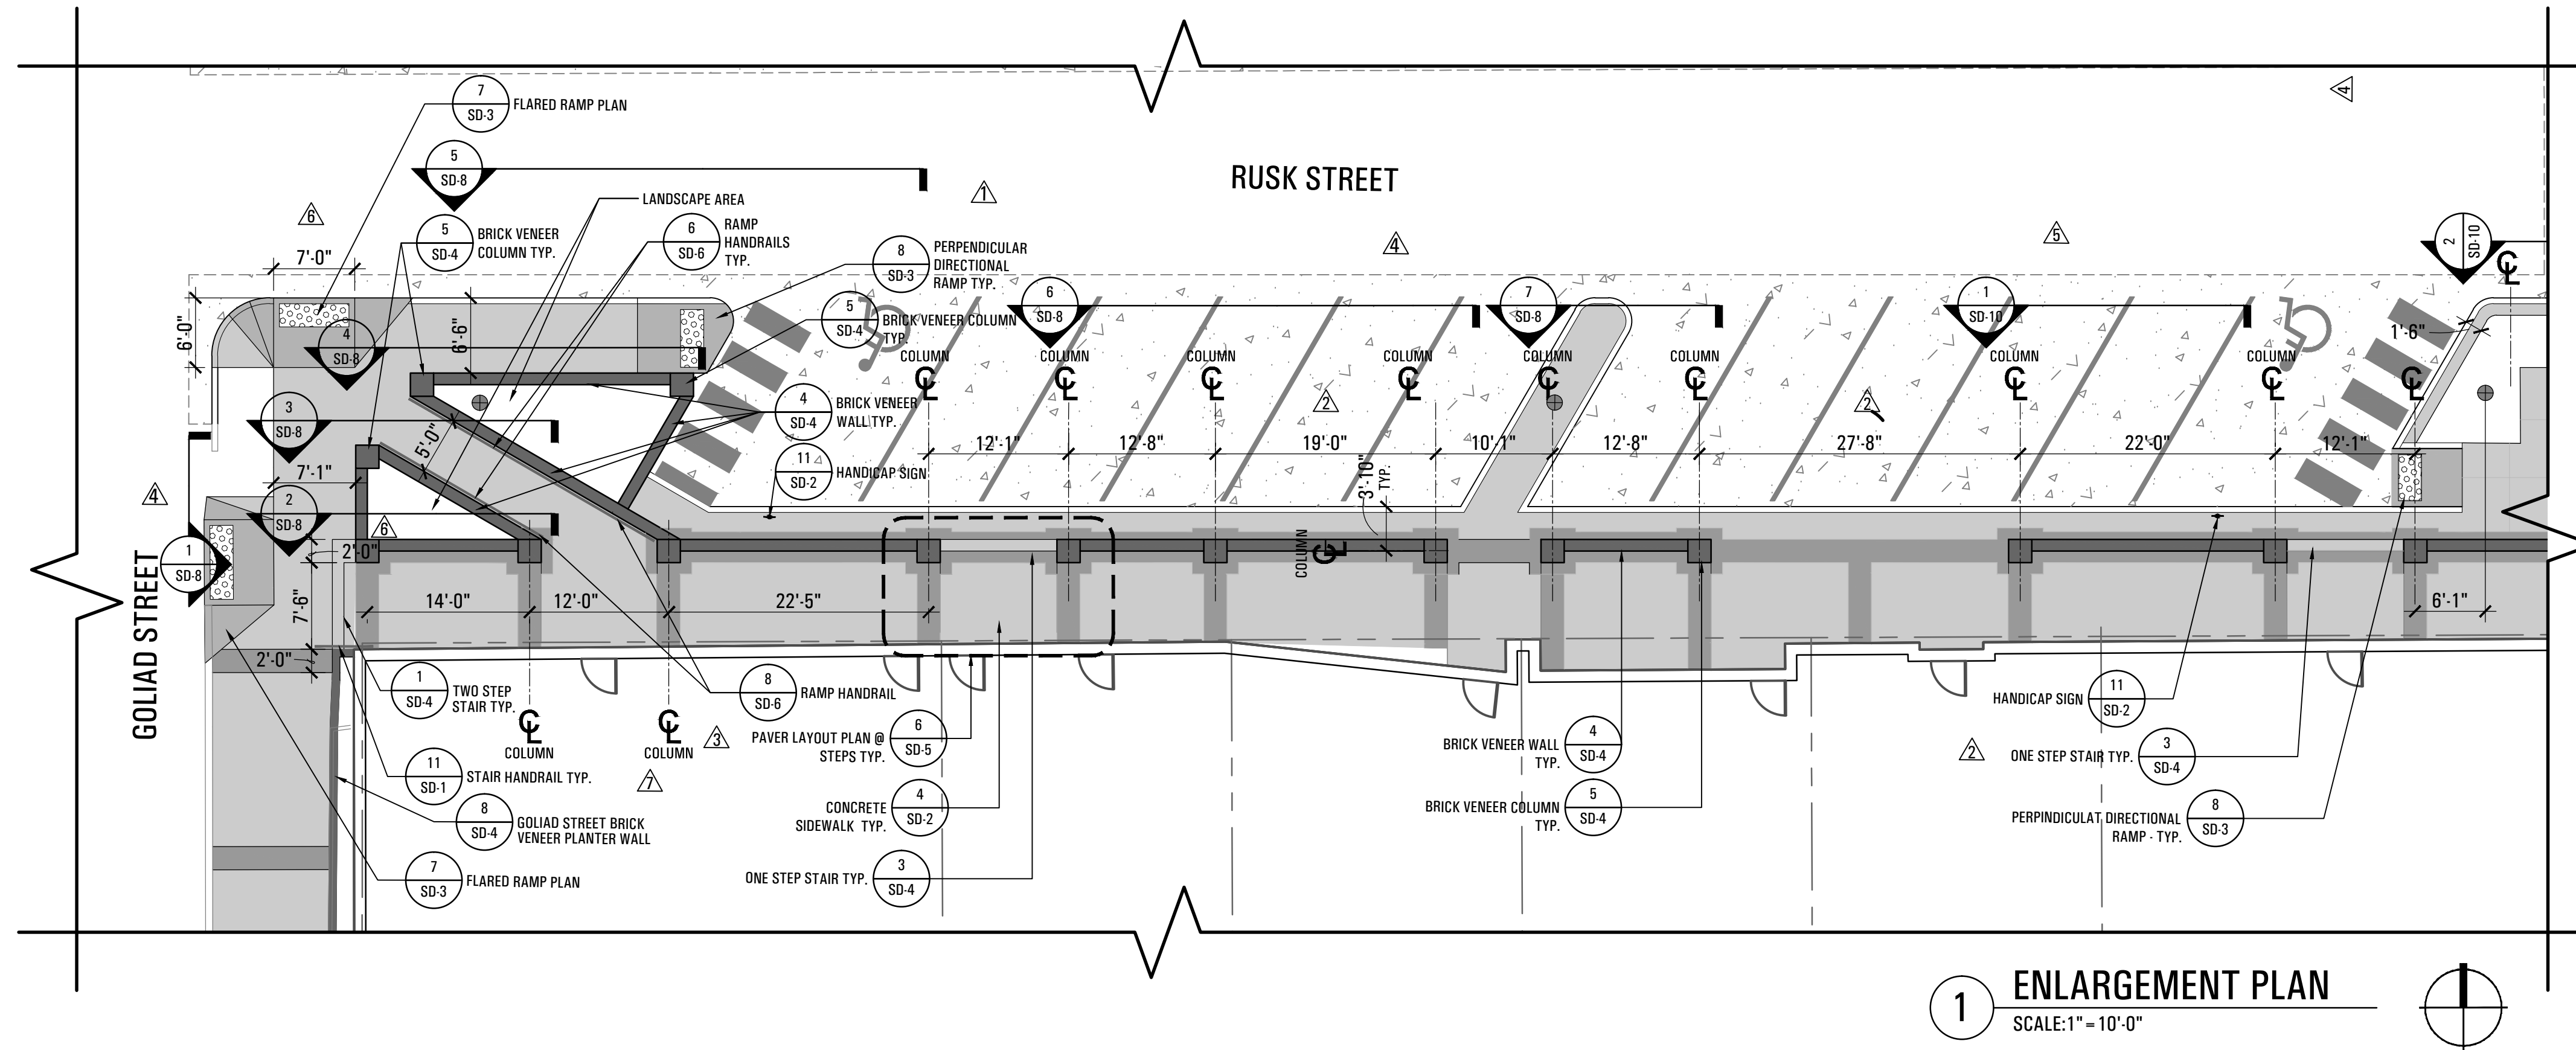 7
SD-3
FLARED RAMP PLAN
5
SD-8
RUSK STREET
4
1
6
LANDSCAPE AREA
5
SD-4
BRICK VENEER
COLUMN TYP.
6
SD-6
RAMP
HANDRAILS
TYP.
8
SD-3
PERPENDICULAR
DIRECTIONAL
RAMP TYP.
4
5
2
SD-10
℄
7'-0"
6'-0"
6'-6"
4
SD-8
5
SD-4
BRICK VENEER COLUMN
TYP.
6
SD-8
7
SD-8
1
SD-10
1'-6"
COLUMN
℄
COLUMN
℄
COLUMN
℄
COLUMN
℄
COLUMN
℄
COLUMN
℄
COLUMN
℄
COLUMN
℄
℄
3
SD-8
5'-0"
4
SD-4
BRICK VENEER
WALL TYP.
2
2
12'-1"
12'-8"
19'-0"
10'-1"
12'-8"
27'-8"
22'-0"
12'-1"
3'-10"
TYP.
7'-1"
11
SD-2
HANDICAP SIGN
4
2
SD-8
6
2'-0"
1
SD-8
COLUMN
℄
GOLIAD STREET
7'-6"
14'-0"
12'-0"
22'-5"
6'-1"
2'-0"
1
SD-4
TWO STEP
STAIR TYP.
8
SD-6
RAMP HANDRAIL
℄
COLUMN
℄
COLUMN
3
7
6
SD-5
PAVER LAYOUT PLAN @
STEPS TYP.
BRICK VENEER WALL
TYP.
4
SD-4
HANDICAP SIGN
11
SD-2
2
ONE STEP STAIR TYP.
3
SD-4
11
SD-1
STAIR HANDRAIL TYP.
8
SD-4
GOLIAD STREET BRICK
VENEER PLANTER WALL
CONCRETE
SIDEWALK TYP.
4
SD-2
BRICK VENEER COLUMN
TYP.
5
SD-4
PERPINDICULAT DIRECTIONAL
RAMP - TYP.
8
SD-3
7
SD-3
FLARED RAMP PLAN
ONE STEP STAIR TYP.
3
SD-4
1
ENLARGEMENT PLAN
SCALE:1" = 10'-0"